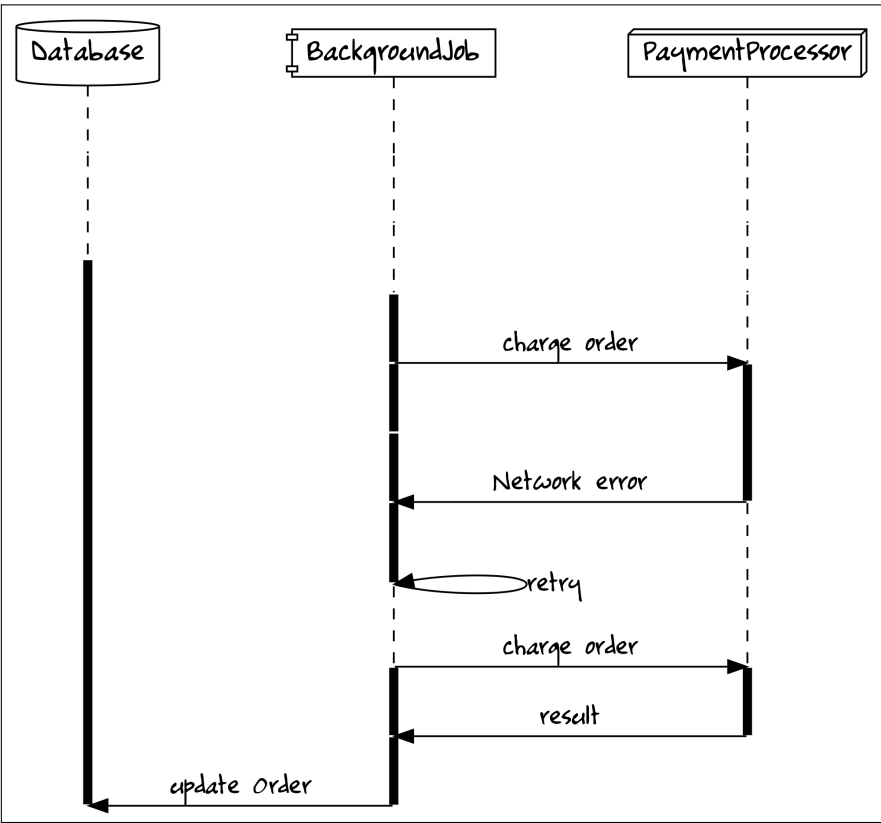 Database
BackgroundJob
PaymentProcessor
charge order
Network error
retry
charge order
result
update Order